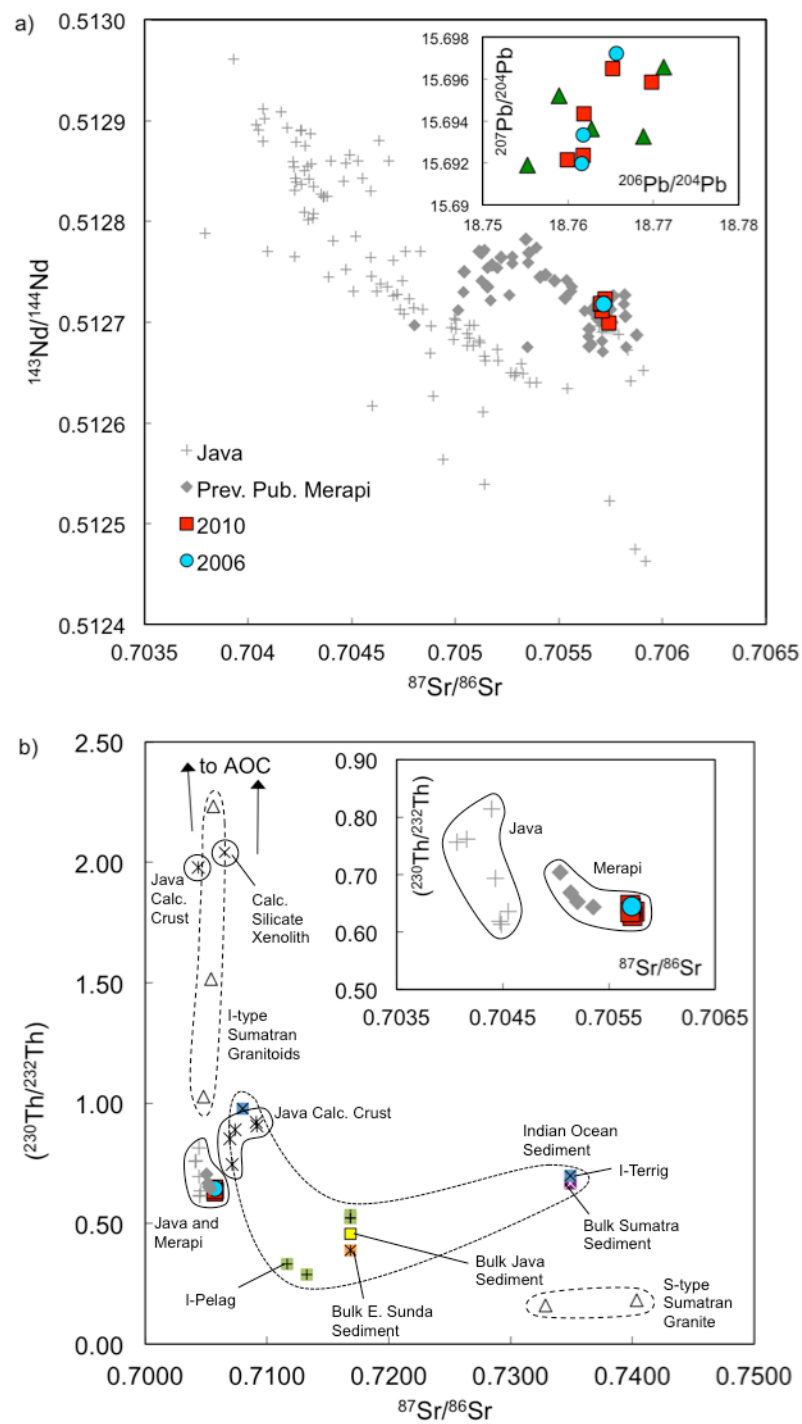 a)
0.5130
0.5129
0.5128
0.5127
0.5126
0.5125
0.5124
¹⁴³Nd/¹⁴⁴Nd
15.698
15.696
15.694
15.692
15.69
²⁰⁷Pb/²⁰⁴Pb
²⁰⁶Pb/²⁰⁴Pb
18.75 18.76 18.77 18.78
Java
Prev. Pub. Merapi
2010
2006
0.7035 0.704 0.7045 0.705 0.7055 0.706 0.7065
⁸⁷Sr/⁸⁶Sr
b)
2.50
2.00
1.50
1.00
0.50
0.00
(²³⁰Th/²³²Th)
to AOC
Java
Calc.
Crust
Calc.
Silicate
Xenolith
I-type
Sumatran
Granitoids
0.90
0.80
0.70
0.60
0.50
(²³⁰Th/²³²Th)
Java
Merapi
⁸⁷Sr/⁸⁶Sr
0.7035 0.7045 0.7055 0.7065
Java Calc. Crust
Indian Ocean
Sediment
I-Terrig
Bulk Sumatra
Sediment
Java and
Merapi
Bulk Java
Sediment
I-Pelag
Bulk E. Sunda
Sediment
S-type
Sumatran
Granite
0.7000 0.7100 0.7200 0.7300 0.7400 0.7500
⁸⁷Sr/⁸⁶Sr